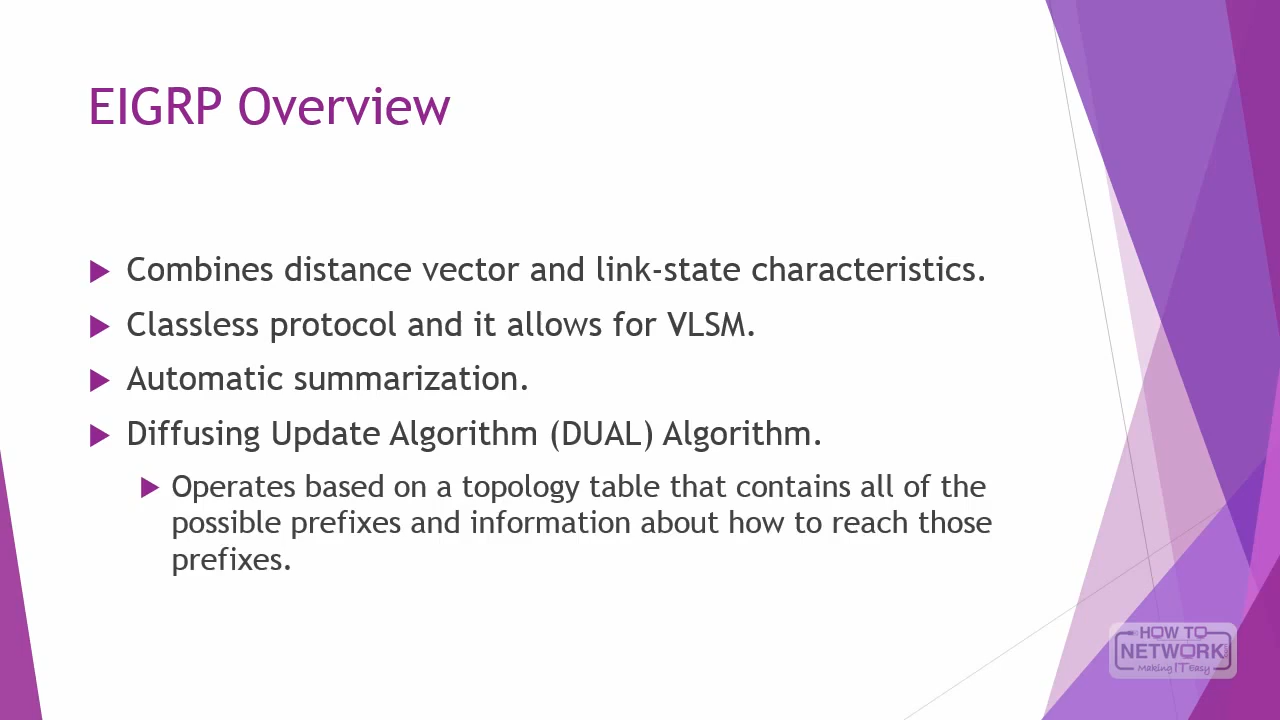 EIGRP Overview
Combines distance vector and link-state characteristics.
Classless protocol and it allows for VLSM.
Automatic summarization.
Diffusing Update Algorithm (DUAL) Algorithm.
Operates based on a topology table that contains all of the
possible prefixes and information about how to reach those
prefixes.
HOW TO
NETWORK
Making IT Easy